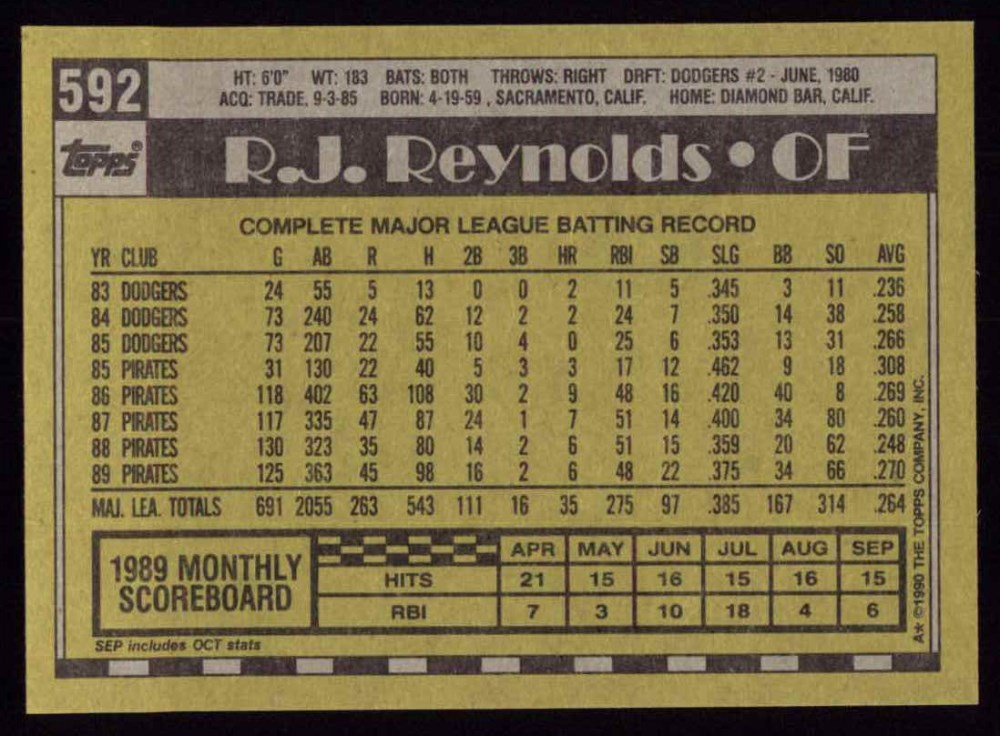 592
HT: 6'0" WT: 183 BATS: BOTH THROWS: RIGHT DRFT: DODGERS #2 - JUNE, 1980
ACQ: TRADE, 9-3-85 BORN: 4-19-59 , SACRAMENTO, CALIF. HOME: DIAMOND BAR, CALIF.
topps®
R.J. Reynolds • OF
COMPLETE MAJOR LEAGUE BATTING RECORD
YR CLUB G AB R H 2B 3B HR RBI SB SLG BB SO AVG
83 DODGERS 24 55 5 13 0 0 2 11 5 .345 3 11 .236
84 DODGERS 73 240 24 62 12 2 2 24 7 .350 14 38 .258
85 DODGERS 73 207 22 55 10 4 0 25 6 .353 13 31 .266
85 PIRATES 31 130 22 40 5 3 3 17 12 .462 9 18 .308
86 PIRATES 118 402 63 108 30 2 9 48 16 .420 40 8 .269
87 PIRATES 117 335 47 87 24 1 7 51 14 .400 34 80 .260
88 PIRATES 130 323 35 80 14 2 6 51 15 .359 20 62 .248
89 PIRATES 125 363 45 98 16 2 6 48 22 .375 34 66 .270
MAJ. LEA. TOTALS 691 2055 263 543 111 16 35 275 97 .385 167 314 .264
1989 MONTHLY SCOREBOARD
APR MAY JUN JUL AUG SEP
HITS 21 15 16 15 16 15
RBI 7 3 10 18 4 6
SEP includes OCT stats
A★ ©1990 THE TOPPS COMPANY, INC.